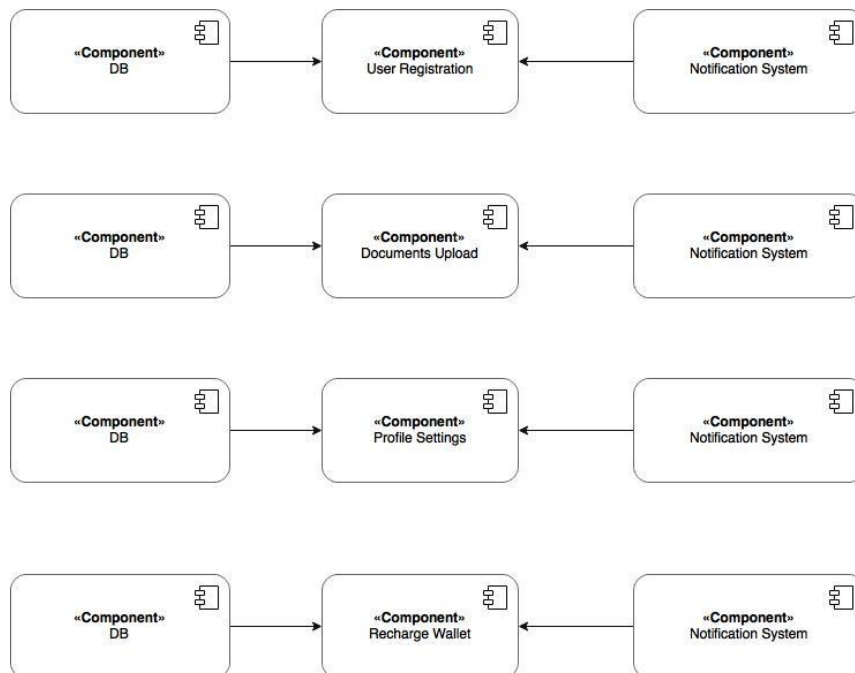 «Component»
DB
«Component»
User Registration
«Component»
Notification System
«Component»
DB
«Component»
Documents Upload
«Component»
Notification System
«Component»
DB
«Component»
Profile Settings
«Component»
Notification System
«Component»
DB
«Component»
Recharge Wallet
«Component»
Notification System